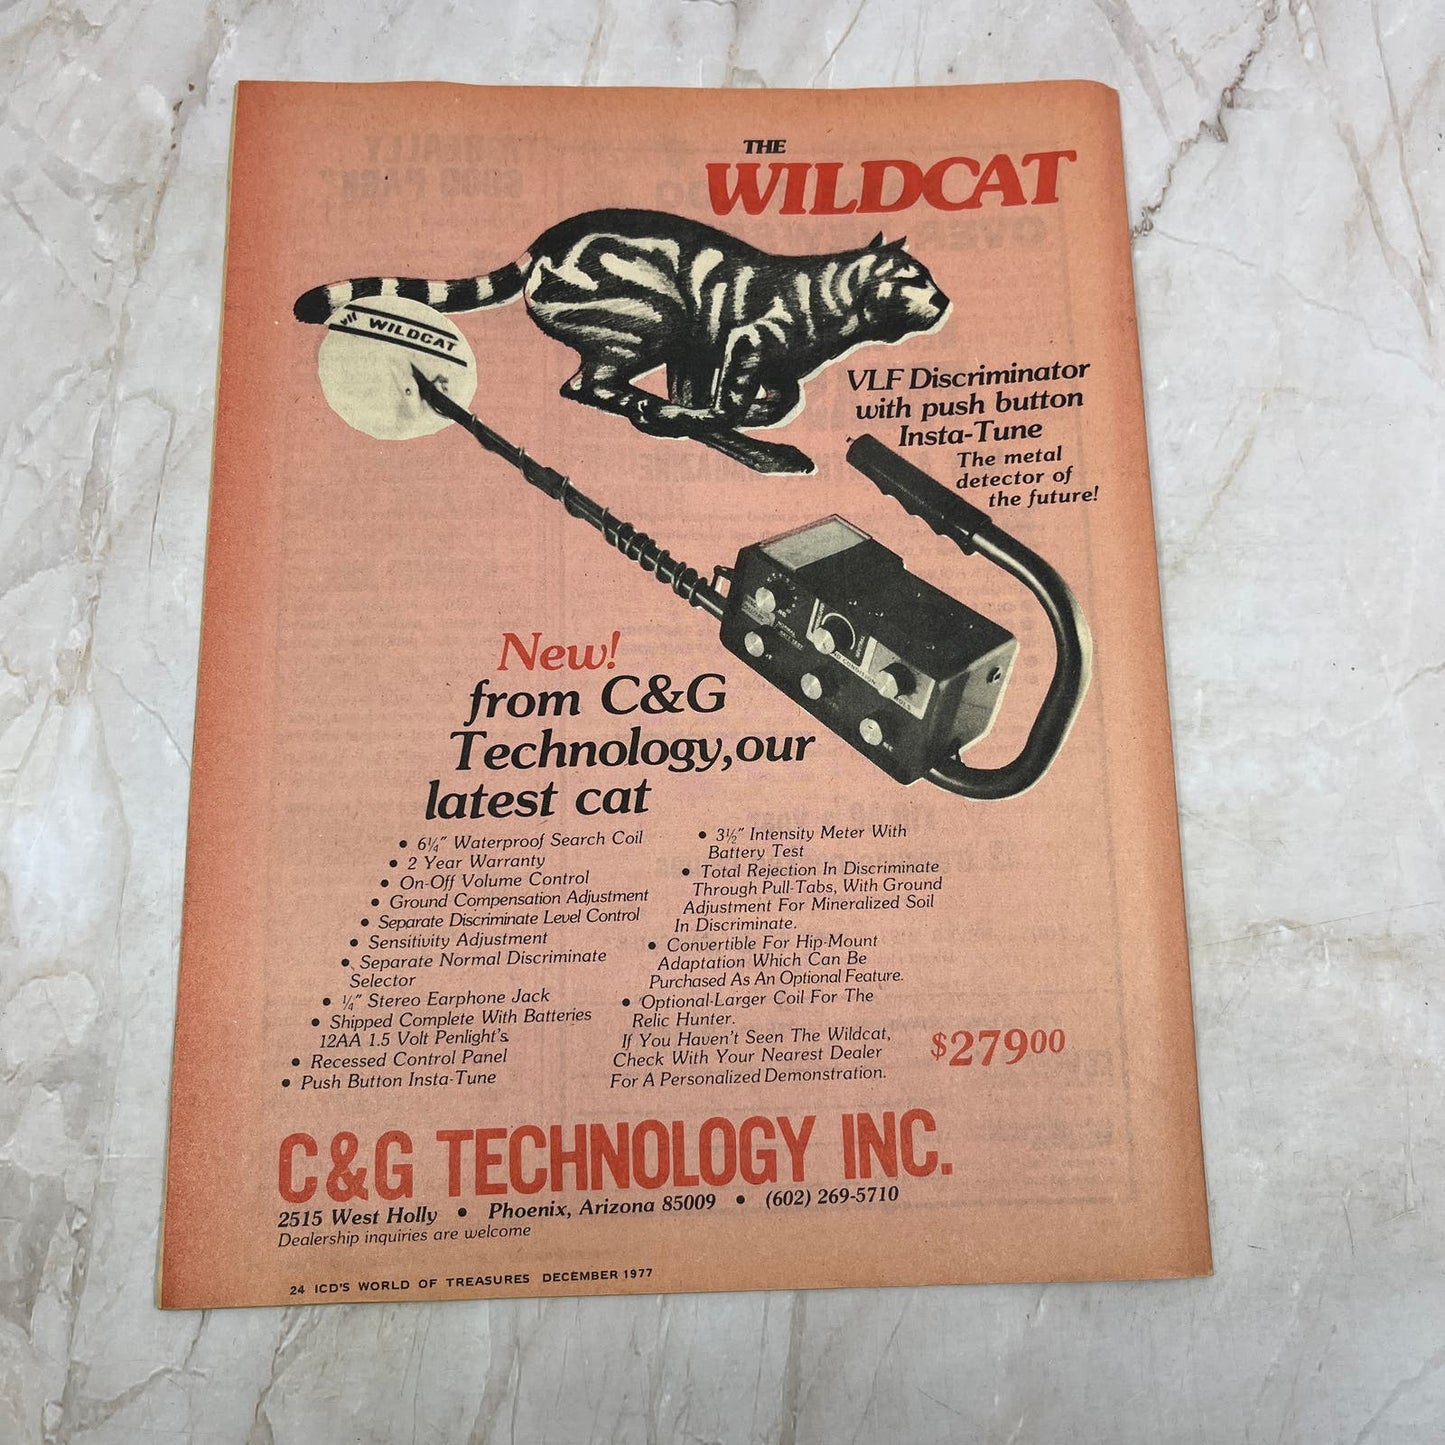 THE
WILDCAT
WILDCAT
VLF Discriminator
with push button
Insta-Tune
The metal
detector of
the future!
New!
from C&G
Technology, our
latest cat
• 6¼" Waterproof Search Coil
• 2 Year Warranty
• On-Off Volume Control
• Ground Compensation Adjustment
• Separate Discriminate Level Control
• Sensitivity Adjustment
• Separate Normal Discriminate
Selector
• ¼" Stereo Earphone Jack
• Shipped Complete With Batteries
12AA 1.5 Volt Penlight's
• Recessed Control Panel
• Push Button Insta-Tune
• 3½" Intensity Meter With
Battery Test
• Total Rejection In Discriminate
Through Pull-Tabs, With Ground
Adjustment For Mineralized Soil
In Discriminate.
• Convertible For Hip-Mount
Adaptation Which Can Be
Purchased As An Optional Feature.
• Optional-Larger Coil For The
Relic Hunter.
If You Haven't Seen The Wildcat,
Check With Your Nearest Dealer
For A Personalized Demonstration.
$27900
C&G TECHNOLOGY INC.
2515 West Holly • Phoenix, Arizona 85009 • (602) 269-5710
Dealership inquiries are welcome
24 ICD'S WORLD OF TREASURES DECEMBER 1977